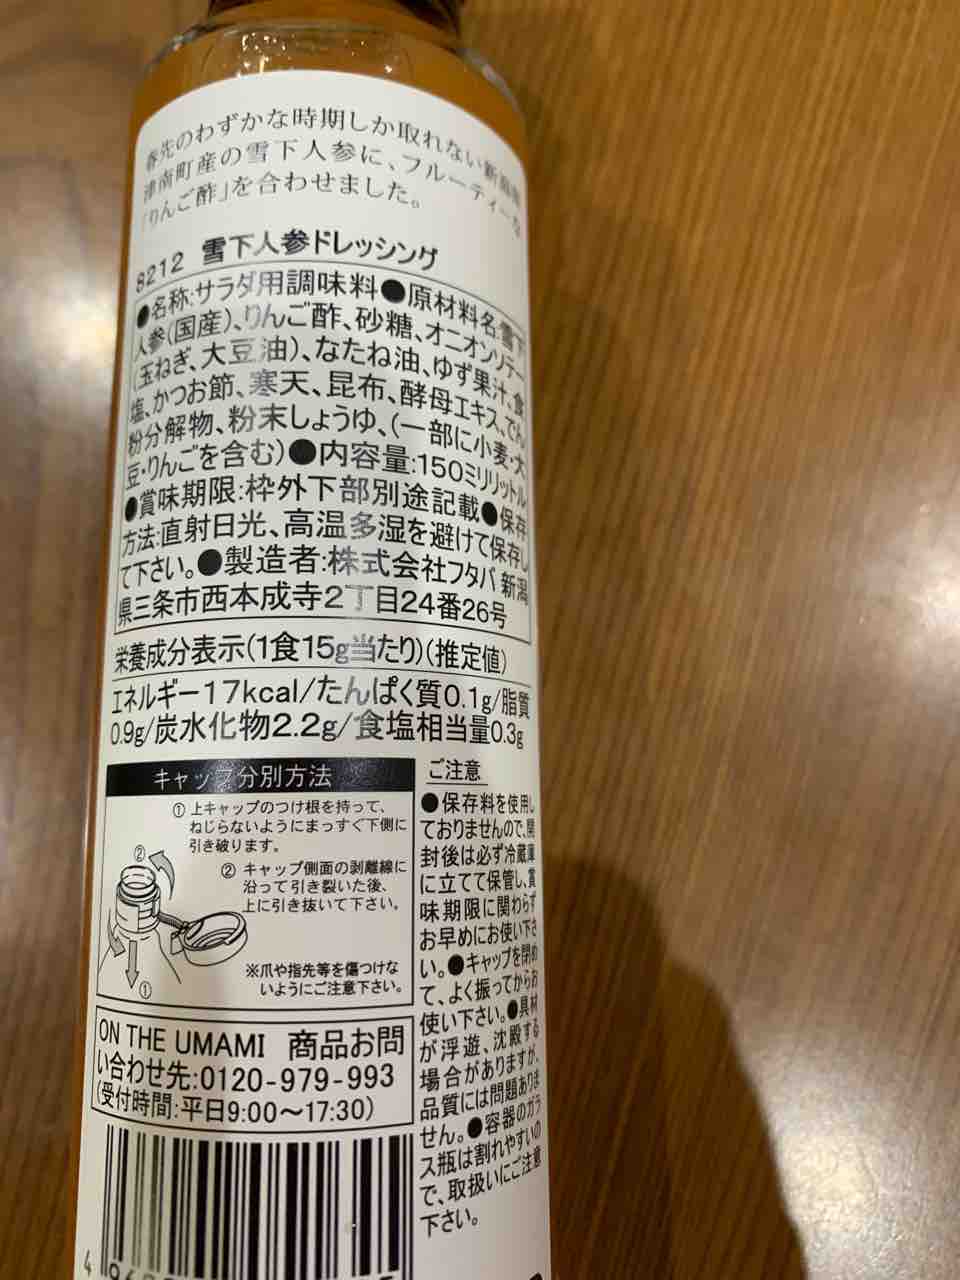 春先のわずかな時期しか取れない新潟県
津南町産の雪下人参に、フルーティーな
「りんご酢」を合わせました。
8212 雪下人参ドレッシング
●名称:サラダ用調味料●原材料名:雪下
人参(国産)、りんご酢、砂糖、オニオンソテー
(玉ねぎ、大豆油)、なたね油、ゆず果汁、食
塩、かつお節、寒天、昆布、酵母エキス、でん
粉分解物、粉末しょうゆ、(一部に小麦・大
豆・りんごを含む)●内容量:150ミリリットル
●賞味期限:枠外下部別途記載●保存
方法:直射日光、高温多湿を避けて保存し
て下さい。●製造者:株式会社フタバ 新潟
県三条市西本成寺2丁目24番26号
栄養成分表示(1食15g当たり)(推定値)
エネルギー17kcal/たんぱく質0.1g/脂質
0.9g/炭水化物2.2g/食塩相当量0.3g
キャップ分別方法
① 上キャップのつけ根を持って、
ねじらないようにまっすぐ下側に
引き破ります。
② キャップ側面の剥離線に
沿って引き裂いた後、
上に引き抜いて下さい。
②
①
※爪や指先等を傷つけな
いようにご注意下さい。
ご注意
●保存料を使用し
ておりませんので、開
封後は必ず冷蔵庫
に立てて保管し、賞
味期限に関わらず
お早めにお使い下さ
い。●キャップを閉め
て、よく振ってからお
使い下さい。●具材
が浮遊、沈殿する
場合がありますが、
品質には問題ありま
せん。●容器のガラ
ス瓶は割れやすいの
で、取扱いにご注意
下さい。
ON THE UMAMI 商品お問
い合わせ先:0120-979-993
(受付時間:平日9:00〜17:30)